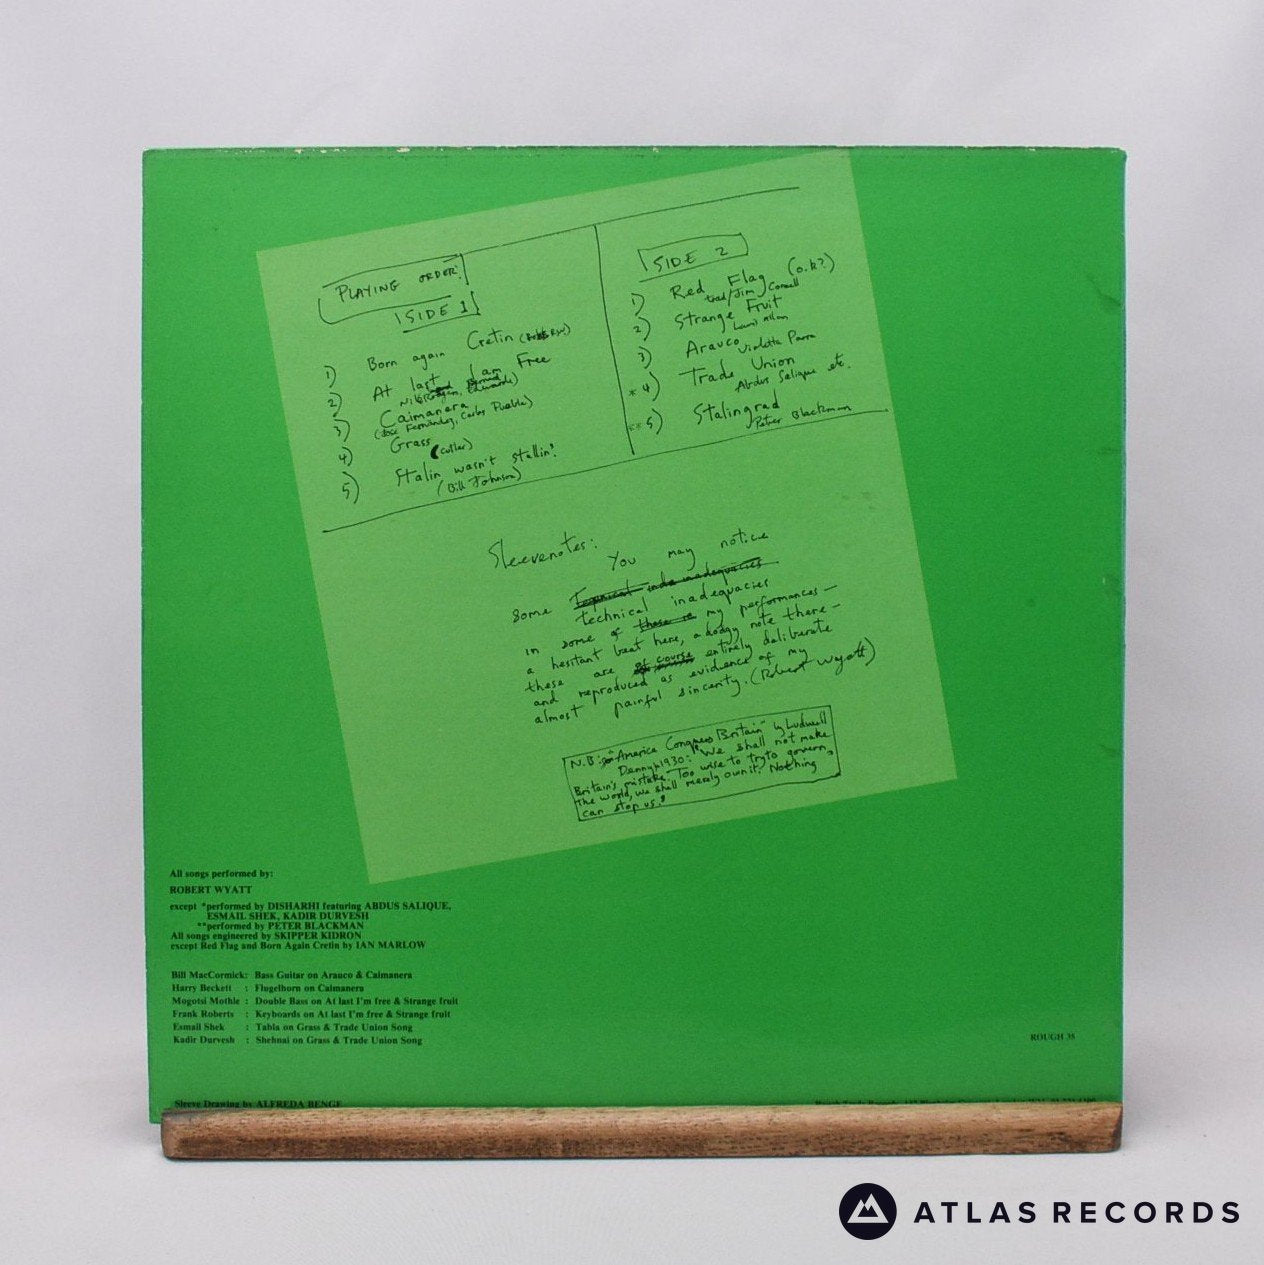 PLAYING ORDER:
SIDE 1
1) Born again Cretin
2) At last I am Free
Edwards)
3) Caimanera
(José Fernández, Carlos Puebla)
4) Grass
(Cutler)
5) Stalin wasn't stallin'.
(Bill Johnson)
SIDE 2
1) Red Flag (o.k?)
trad/Jim Connell
2) Strange Fruit
Lewis Allan
3) Arauco Violetta Parra
* 4) Trade Union
Abdus Salique etc.
** 5) Stalingrad
Peter Blackman
Sleevenotes:
You may notice
some
technical inadequacies
in some of my performances –
a hesitant beat here, a dodgy note there –
these are entirely daliberate
and reproduced as evidence of my
almost painful sincerity. (Robert Wyatt)
N.B: "America Conquers Britain" by Ludwell
Denny, 1930: "We shall not make
Britain's mistake. Too wise to try to govern
the world, we shall merely own it. Nothing
can stop us."
All songs performed by:
ROBERT WYATT
except *performed by DISHARHI featuring ABDUS SALIQUE,
ESMAIL SHEK, KADIR DURVESH
**performed by PETER BLACKMAN
All songs engineered by SKIPPER KIDRON
except Red Flag and Born Again Cretin by IAN MARLOW
Bill MacCormick: Bass Guitar on Arauco & Caimanera
Harry Beckett : Flugelhorn on Caimanera
Mogotsi Mothle : Double Bass on At last I'm free & Strange fruit
Frank Roberts : Keyboards on At last I'm free & Strange fruit
Esmail Shek : Tabla on Grass & Trade Union Song
Kadir Durvesh : Shehnai on Grass & Trade Union Song
ROUGH 35
Sleeve Drawing by ALFREDA BENGE
ATLAS RECORDS